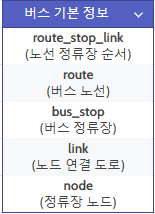 버스 기본 정보
route_stop_link
(노선 정류장 순서)
route
(버스 노선)
bus_stop
(버스 정류장)
link
(노드 연결 도로)
node
(정류장 노드)